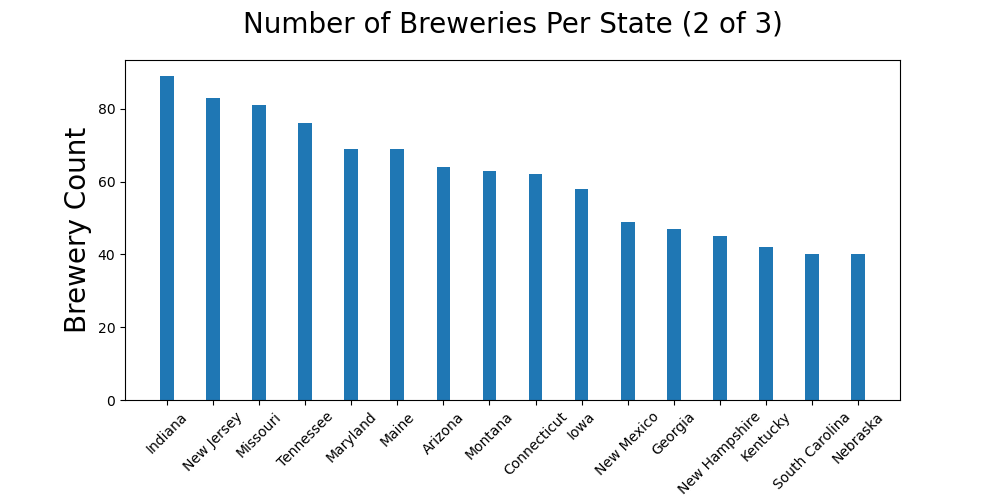 Number of Breweries Per State (2 of 3)
Brewery Count
80
60
40
20
0
Indiana
New Jersey
Missouri
Tennessee
Maryland
Maine
Arizona
Montana
Connecticut
Iowa
New Mexico
Georgia
New Hampshire
Kentucky
South Carolina
Nebraska